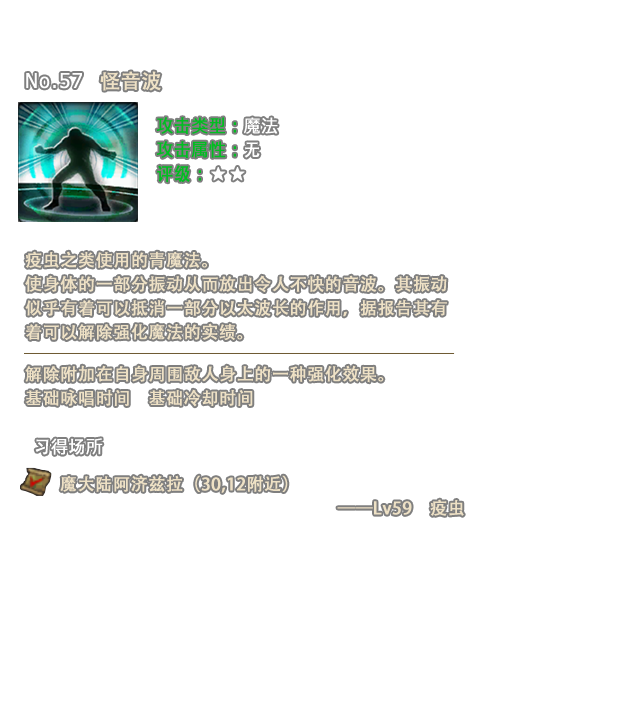 No.57 怪音波
攻击类型：魔法
攻击属性：无
评级：☆☆
疫虫之类使用的青魔法。
使身体的一部分振动从而放出令人不快的音波。其振动
似乎有着可以抵消一部分以太波长的作用，据报告其有
着可以解除强化魔法的实绩。
解除附加在自身周围敌人身上的一种强化效果。
基础咏唱时间 基础冷却时间
习得场所
魔大陆阿济兹拉（30,12附近）
——Lv59 疫虫